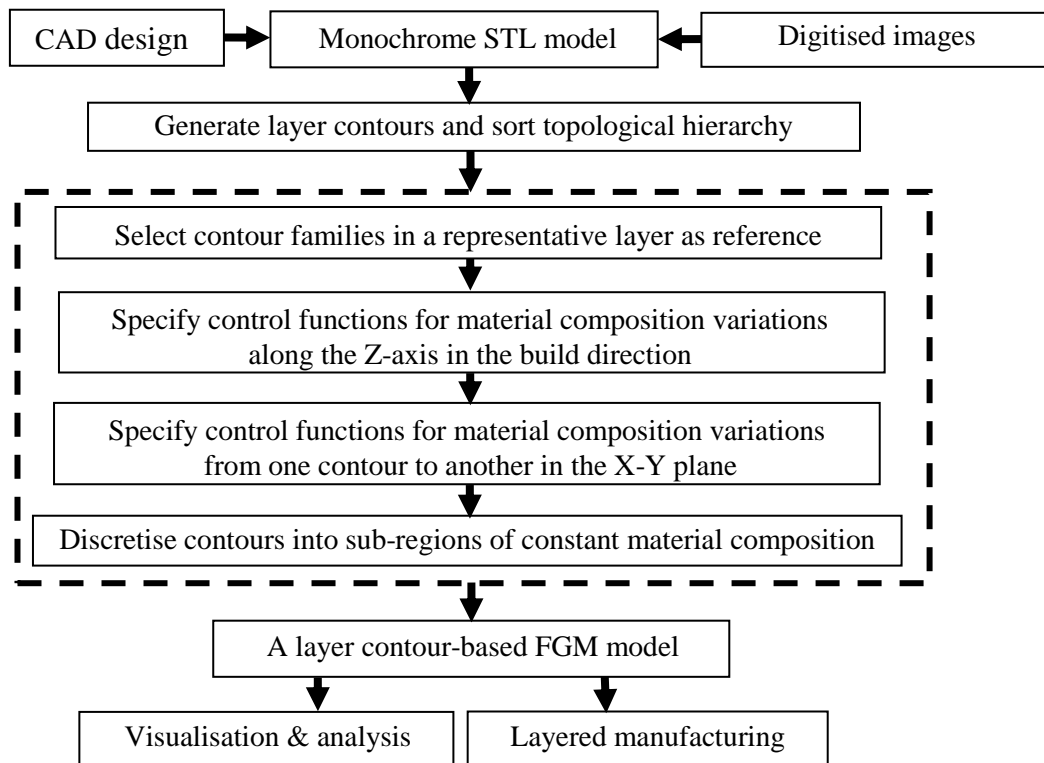 CAD design
Monochrome STL model
Digitised images
Generate layer contours and sort topological hierarchy
Select contour families in a representative layer as reference
Specify control functions for material composition variations
along the Z-axis in the build direction
Specify control functions for material composition variations
from one contour to another in the X-Y plane
Discretise contours into sub-regions of constant material composition
A layer contour-based FGM model
Visualisation & analysis
Layered manufacturing